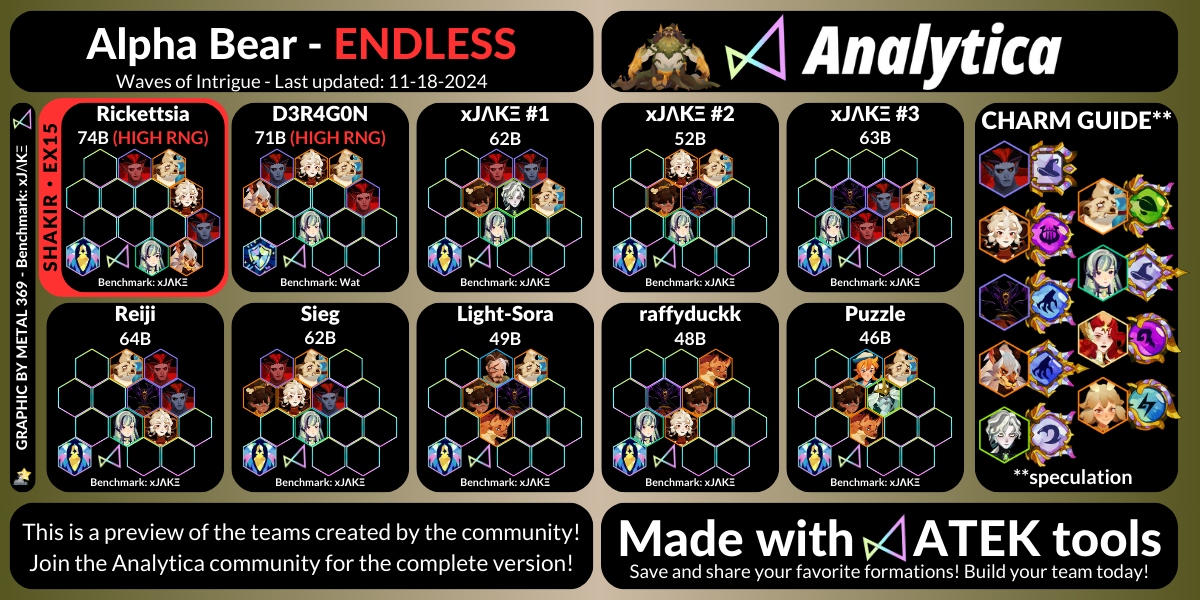 Alpha Bear - ENDLESS
Waves of Intrigue - Last updated: 11-18-2024
Analytica
GRAPHIC BY METAL 369 - Benchmark: xJΛKΞ
SHAKIR • EX15
Rickettsia
74B (HIGH RNG)
Benchmark: xJΛKΞ
D3R4G0N
71B (HIGH RNG)
Benchmark: Wat
xJΛKΞ #1
62B
Benchmark: xJΛKΞ
xJΛKΞ #2
52B
Benchmark: xJΛKΞ
xJΛKΞ #3
63B
Benchmark: xJΛKΞ
Reiji
64B
Benchmark: xJΛKΞ
Sieg
62B
Benchmark: xJΛKΞ
Light-Sora
49B
Benchmark: xJΛKΞ
raffyduckk
48B
Benchmark: xJΛKΞ
Puzzle
46B
Benchmark: xJΛKΞ
CHARM GUIDE**
**speculation
This is a preview of the teams created by the community!
Join the Analytica community for the complete version!
Made with ATEK tools
Save and share your favorite formations! Build your team today!